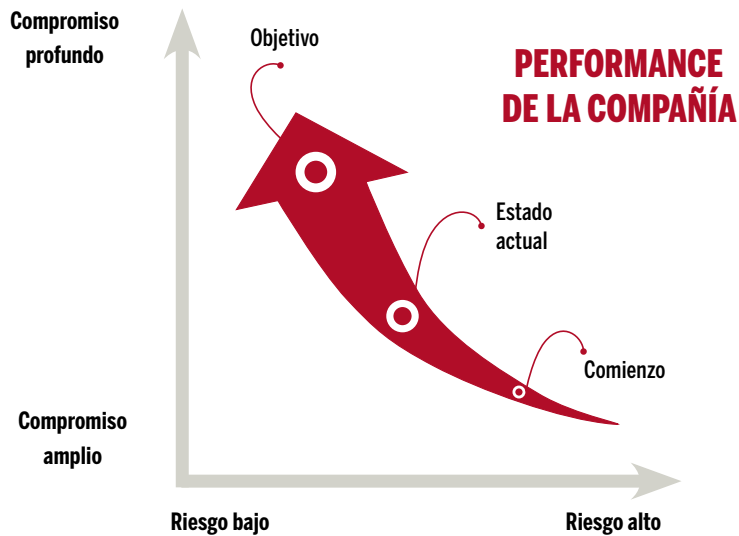 Compromiso
profundo
Objetivo
PERFORMANCE
DE LA COMPAÑÍA
Estado
actual
Comienzo
Compromiso
amplio
Riesgo bajo
Riesgo alto